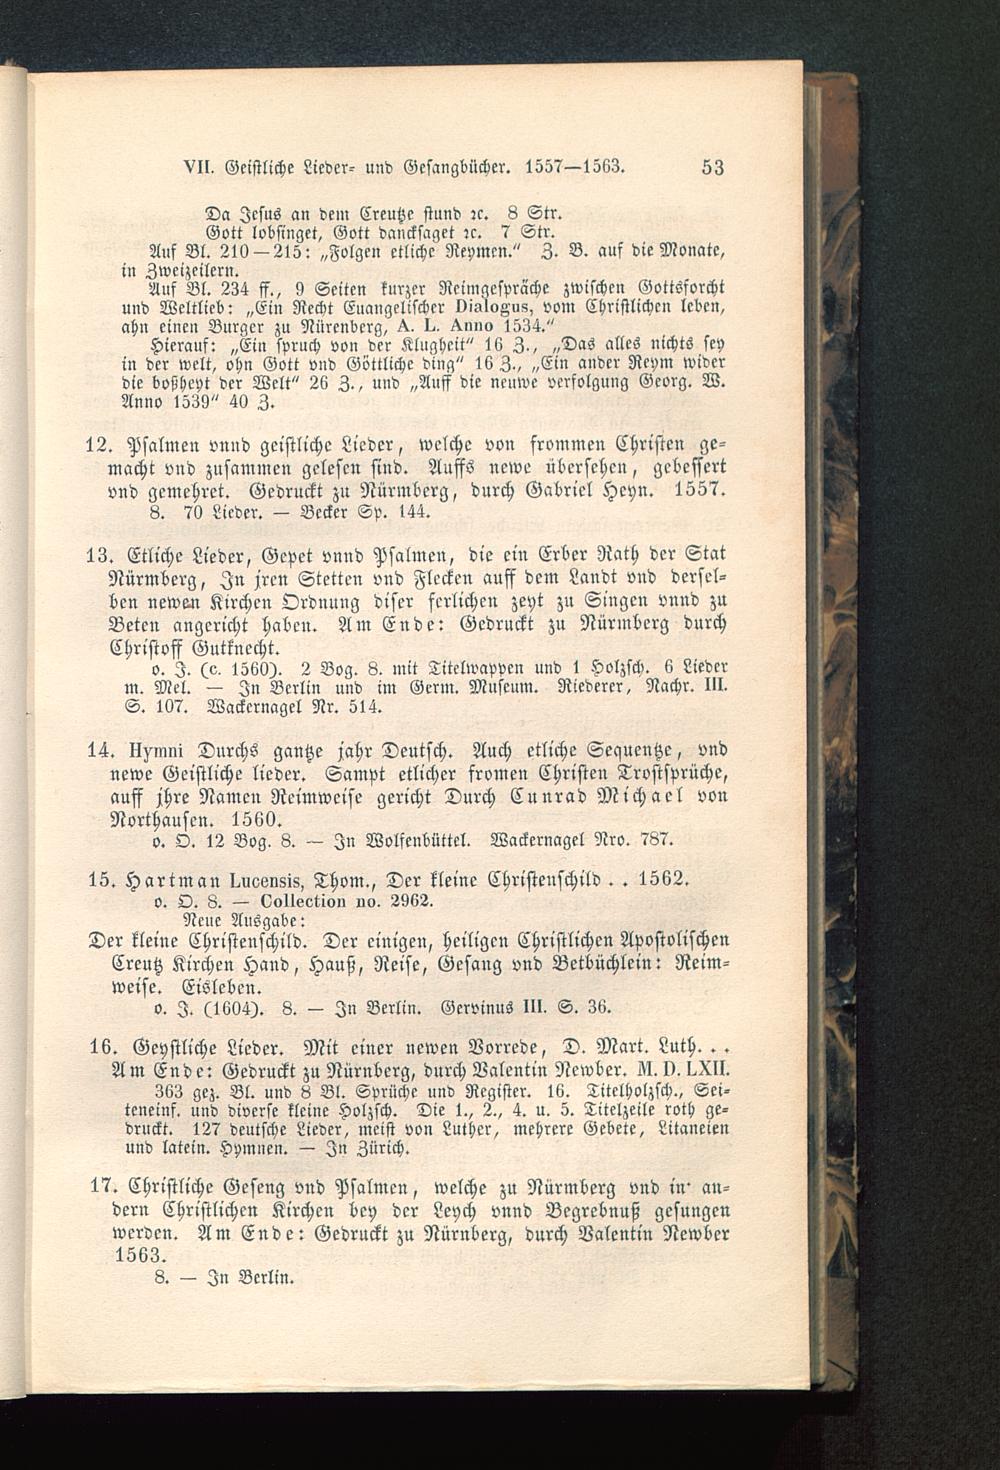 VII. Geistliche Lieder- und Gesangbücher. 1557—1563. 53
Da Jesus an dem Creutze stund ꝛc. 8 Str.
Gott lobsinget, Gott dancksaget ꝛc. 7 Str.
Auf Bl. 210—215: „Folgen etliche Reymen." Z. B. auf die Monate,
in Zweizeilern.
Auf Bl. 234 ff., 9 Seiten kurzer Reimgespräche zwischen Gottsforcht
und Weltlieb: „Ein Recht Euangelischer Dialogus, vom Christlichen leben,
ahn einen Burger zu Nürenberg, A. L. Anno 1534."
Hierauf: „Ein spruch von der Klugheit" 16 Z., „Das alles nichts sey
in der welt, ohn Gott vnd Göttliche ding" 16 Z., „Ein ander Reym wider
die boßheyt der Welt" 26 Z., und „Auff die neuwe verfolgung Georg. W.
Anno 1539" 40 Z.
12. Psalmen vnnd geistliche Lieder, welche von frommen Christen ge-
macht vnd zusammen gelesen sind. Auffs newe übersehen, gebessert
vnd gemehret. Gedruckt zu Nürmberg, durch Gabriel Heyn. 1557.
8. 70 Lieder. — Becker Sp. 144.
13. Etliche Lieder, Gepet vnnd Psalmen, die ein Erber Rath der Stat
Nürmberg, In jren Stetten vnd Flecken auff dem Landt vnd dersel-
ben newen Kirchen Ordnung diser ferlichen zeyt zu Singen vnnd zu
Beten angericht haben. Am Ende: Gedruckt zu Nürmberg durch
Christoff Gutknecht.
o. J. (c. 1560). 2 Bog. 8. mit Titelwappen und 1 Holzsch. 6 Lieder
m. Mel. — In Berlin und im Germ. Museum. Riederer, Nachr. III.
S. 107. Wackernagel Nr. 514.
14. Hymni Durchs gantze jahr Deutsch. Auch etliche Sequentze, vnd
newe Geistliche lieder. Sampt etlicher fromen Christen Trostsprüche,
auff jhre Namen Reimweise gericht Durch Cunrad Michael von
Northausen. 1560.
o. O. 12 Bog. 8. — In Wolfenbüttel. Wackernagel Nro. 787.
15. Hartman Lucensis, Thom., Der kleine Christenschild . . 1562.
o. O. 8. — Collection no. 2962.
Neue Ausgabe:
Der kleine Christenschild. Der einigen, heiligen Christlichen Apostolischen
Creutz Kirchen Hand, Hauß, Reise, Gesang vnd Betbüchlein: Reim-
weise. Eisleben.
o. J. (1604). 8. — In Berlin. Gervinus III. S. 36.
16. Geystliche Lieder. Mit einer newen Vorrede, D. Mart. Luth. . .
Am Ende: Gedruckt zu Nürnberg, durch Valentin Newber. M. D. LXII.
363 gez. Bl. und 8 Bl. Sprüche und Register. 16. Titelholzsch., Sei-
teneinf. und diverse kleine Holzsch. Die 1., 2., 4. u. 5. Titelzeile roth ge-
druckt. 127 deutsche Lieder, meist von Luther, mehrere Gebete, Litaneien
und latein. Hymnen. — In Zürich.
17. Christliche Geseng vnd Psalmen, welche zu Nürmberg vnd in an-
dern Christlichen Kirchen bey der Leych vnnd Begrebnuß gesungen
werden. Am Ende: Gedruckt zu Nürnberg, durch Valentin Newber
1563.
8. — In Berlin.